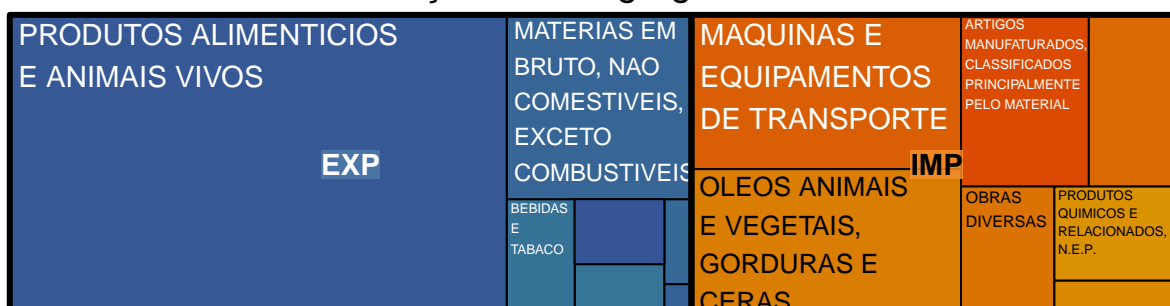 PRODUTOS ALIMENTICIOS
E ANIMAIS VIVOS
EXP
MATERIAS EM
BRUTO, NAO
COMESTIVEIS,
EXCETO
COMBUSTIVEIS
BEBIDAS
E
TABACO
MAQUINAS E
EQUIPAMENTOS
DE TRANSPORTE
IMP
OLEOS ANIMAIS
E VEGETAIS,
GORDURAS E
CERAS
ARTIGOS
MANUFATURADOS,
CLASSIFICADOS
PRINCIPALMENTE
PELO MATERIAL
OBRAS
DIVERSAS
PRODUTOS
QUIMICOS E
RELACIONADOS,
N.E.P.